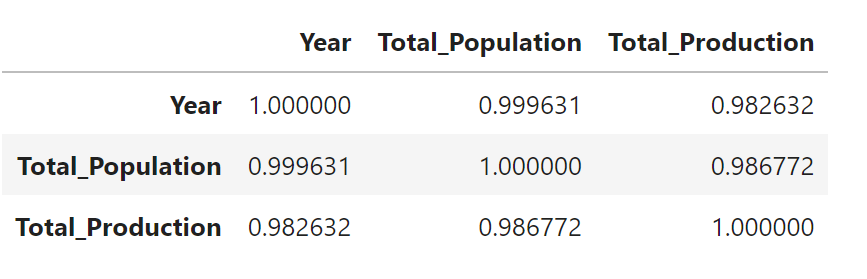 Year Total_Population Total_Production
Year 1.000000 0.999631 0.982632
Total_Population 0.999631 1.000000 0.986772
Total_Production 0.982632 0.986772 1.000000